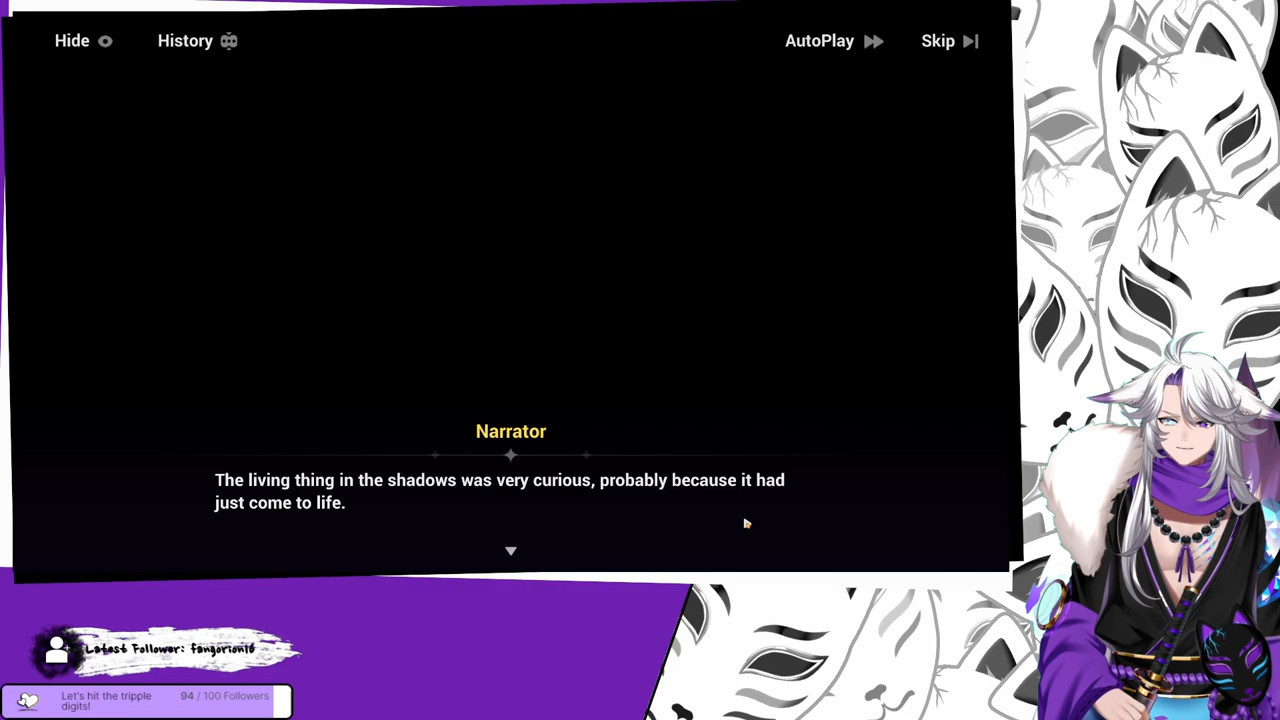 Hide
History
AutoPlay
Skip
Narrator
The living thing in the shadows was very curious, probably because it had
just come to life.
Latest Follower: fangorion16
Let's hit the tripple
digits!
94 / 100 Followers